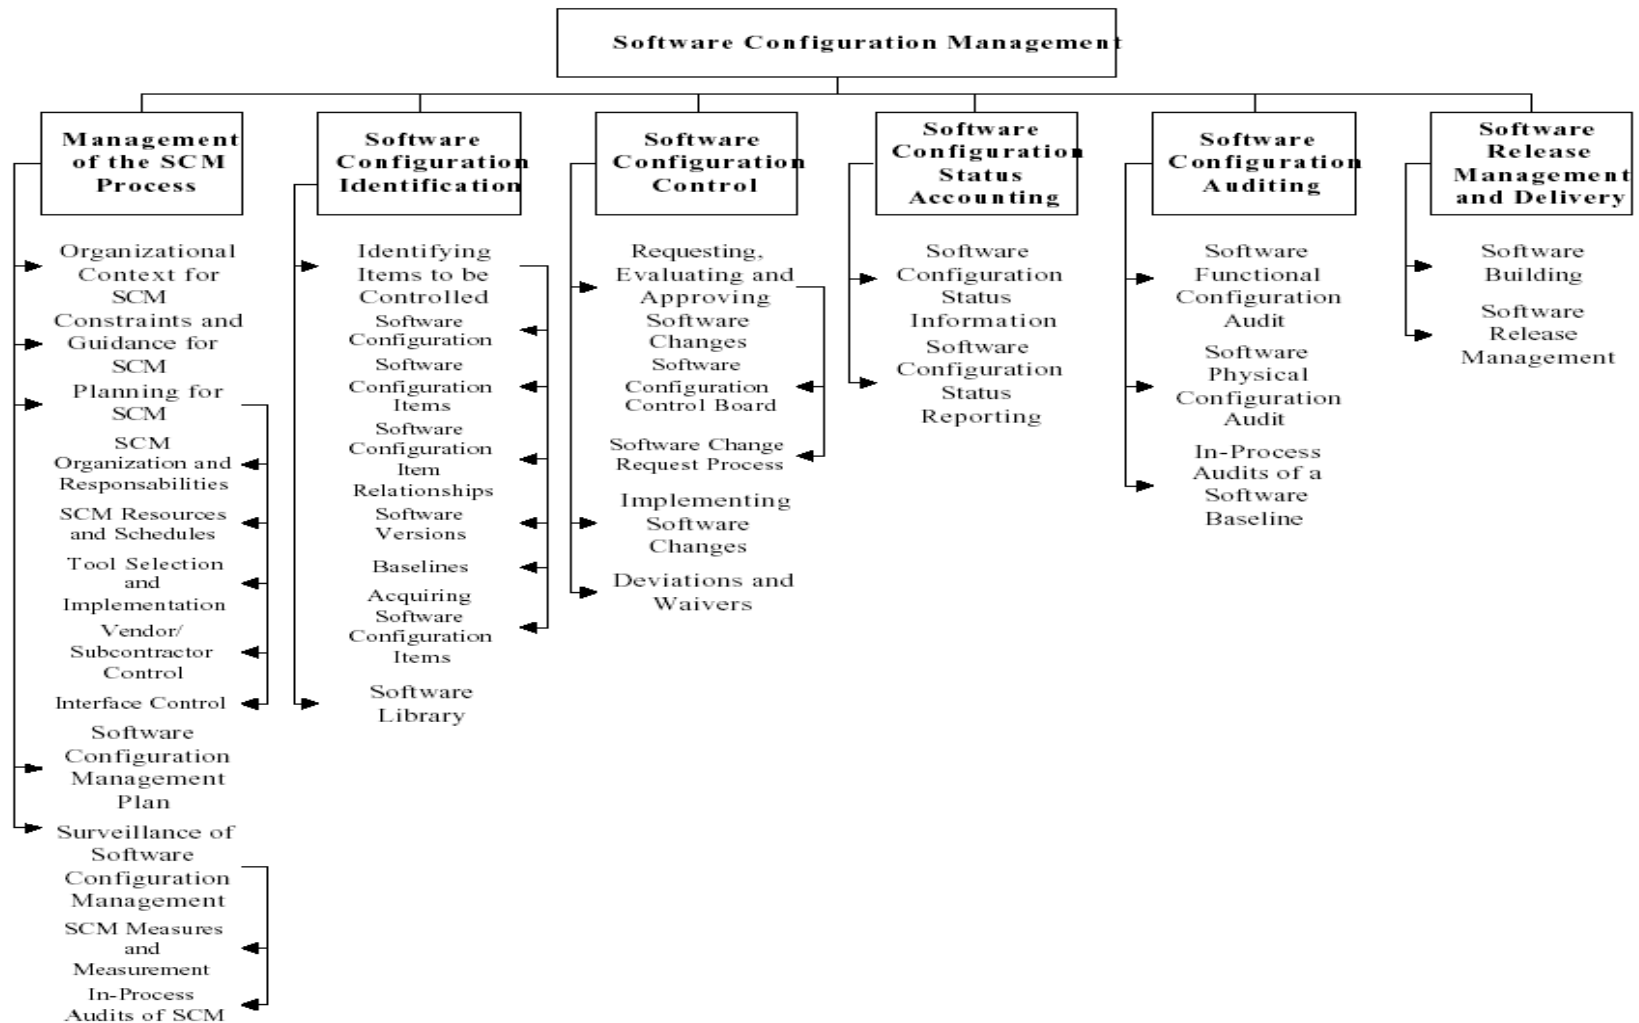 Software Configuration Management
Management
of the SCM
Process
Organizational
Context for
SCM
Constraints and
Guidance for
SCM
Planning for
SCM
SCM
Organization and
Responsabilities
SCM Resources
and Schedules
Tool Selection
and
Implementation
Vendor/
Subcontractor
Control
Interface Control
Software
Configuration
Management
Plan
Surveillance of
Software
Configuration
Management
SCM Measures
and
Measurement
In-Process
Audits of SCM
Software
Configuration
Identification
Identifying
Items to be
Controlled
Software
Configuration
Software
Configuration
Items
Software
Configuration
Item
Relationships
Software
Versions
Baselines
Acquiring
Software
Configuration
Items
Software
Library
Software
Configuration
Control
Requesting,
Evaluating and
Approving
Software
Changes
Software
Configuration
Control Board
Software Change
Request Process
Implementing
Software
Changes
Deviations and
Waivers
Software
Configuration
Status
Accounting
Software
Configuration
Status
Information
Software
Configuration
Status
Reporting
Software
Configuration
Auditing
Software
Functional
Configuration
Audit
Software
Physical
Configuration
Audit
In-Process
Audits of a
Software
Baseline
Software
Release
Management
and Delivery
Software
Building
Software
Release
Management